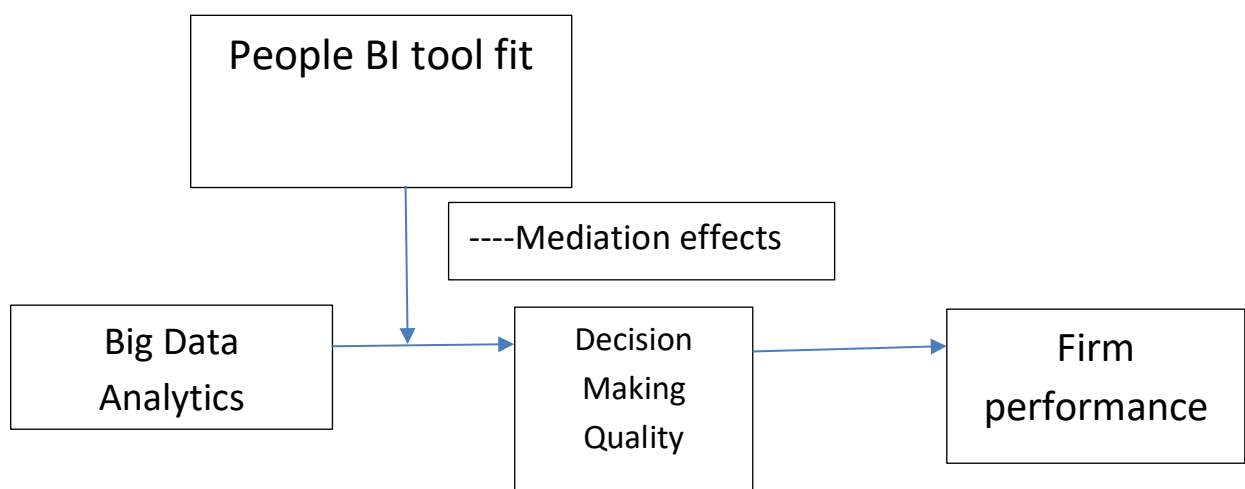 People BI tool fit
----Mediation effects
Big Data
Analytics
Decision
Making
Quality
Firm
performance